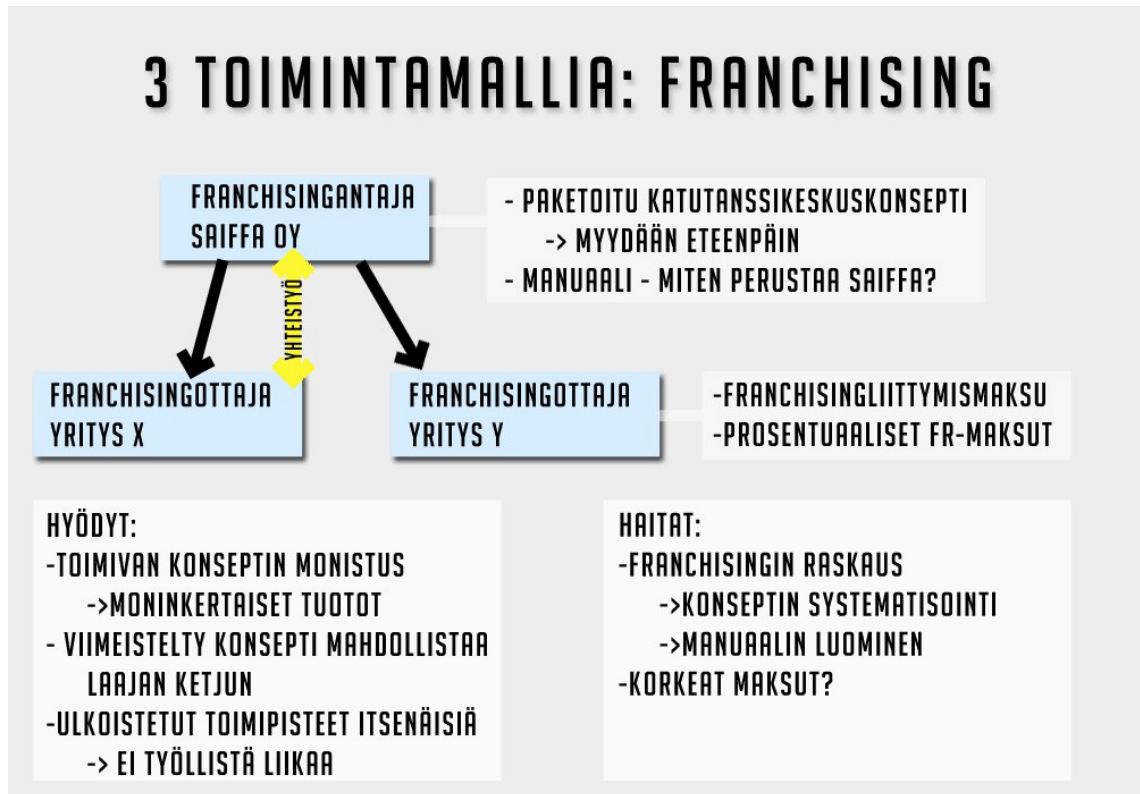 3 TOIMINTAMALLIA: FRANCHISING
FRANCHISINGANTAJA
SAIFFA OY
- PAKETOITU KATUTANSSIKESKUSKONSEPTI
-> MYYDÄÄN ETEENPÄIN
- MANUAALI - MITEN PERUSTAA SAIFFA?
YHTEISTYÖ
FRANCHISINGOTTAJA
YRITYS X
FRANCHISINGOTTAJA
YRITYS Y
-FRANCHISINGLIITTYMISMAKSU
-PROSENTUAALISET FR-MAKSUT
HYÖDYT:
-TOIMIVAN KONSEPTIN MONISTUS
->MONINKERTAISET TUOTOT
- VIIMEISTELTY KONSEPTI MAHDOLLISTAA
LAAJAN KETJUN
-ULKOISTETUT TOIMIPISTEET ITSENÄISIÄ
-> EI TYÖLLISTÄ LIIKAA
HAITAT:
-FRANCHISINGIN RASKAUS
->KONSEPTIN SYSTEMATISOINTI
->MANUAALIN LUOMINEN
-KORKEAT MAKSUT?